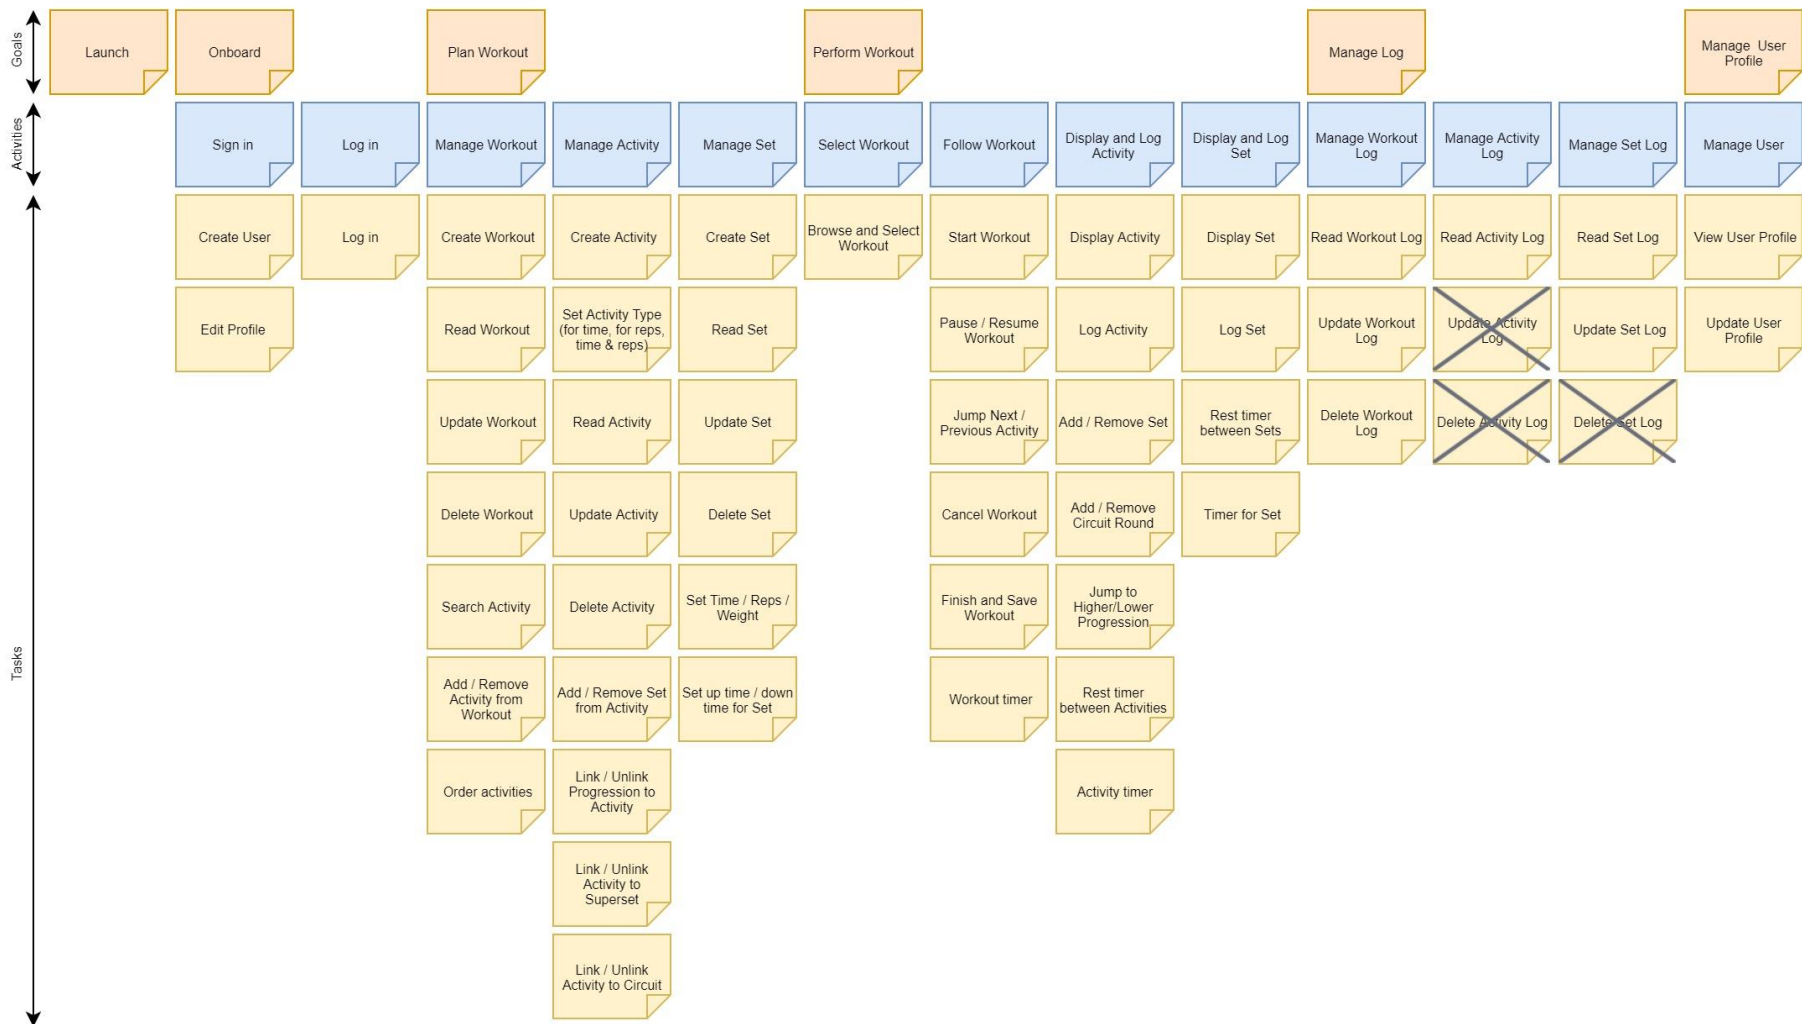 Goals
Launch
Onboard
Plan Workout
Perform Workout
Manage Log
Manage User
Profile
Activities
Sign in
Log in
Manage Workout
Manage Activity
Manage Set
Select Workout
Follow Workout
Display and Log
Activity
Display and Log
Set
Manage Workout
Log
Manage Activity
Log
Manage Set Log
Manage User
Tasks
Create User
Log in
Create Workout
Create Activity
Create Set
Browse and Select
Workout
Start Workout
Display Activity
Display Set
Read Workout Log
Read Activity Log
Read Set Log
View User Profile
Edit Profile
Read Workout
Set Activity Type
(for time, for reps,
time & reps)
Read Set
Pause / Resume
Workout
Log Activity
Log Set
Update Workout
Log
Update Activity
Log
Update Set Log
Update User
Profile
Update Workout
Read Activity
Update Set
Jump Next /
Previous Activity
Add / Remove Set
Rest timer
between Sets
Delete Workout
Log
Delete Activity Log
Delete Set Log
Delete Workout
Update Activity
Delete Set
Cancel Workout
Add / Remove
Circuit Round
Timer for Set
Search Activity
Delete Activity
Set Time / Reps /
Weight
Finish and Save
Workout
Jump to
Higher/Lower
Progression
Add / Remove
Activity from
Workout
Add / Remove Set
from Activity
Set up time / down
time for Set
Workout timer
Rest timer
between Activities
Order activities
Link / Unlink
Progression to
Activity
Activity timer
Link / Unlink
Activity to
Superset
Link / Unlink
Activity to Circuit